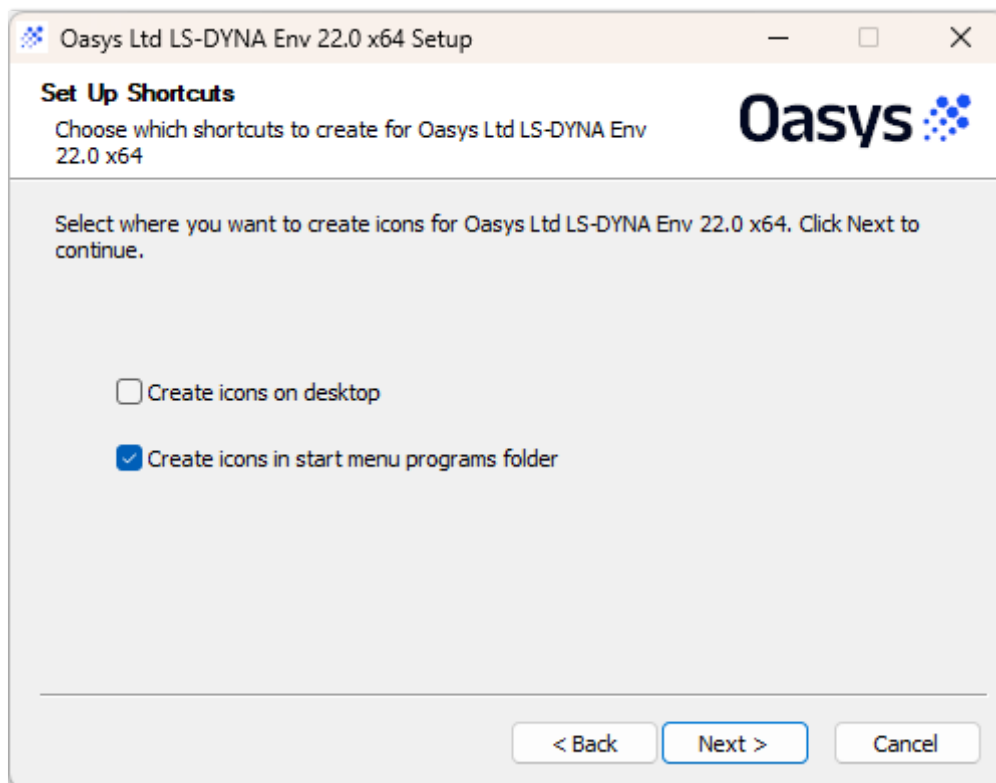 Oasys Ltd LS-DYNA Env 22.0 x64 Setup
Set Up Shortcuts
Choose which shortcuts to create for Oasys Ltd LS-DYNA Env
22.0 x64
Oasys
Select where you want to create icons for Oasys Ltd LS-DYNA Env 22.0 x64. Click Next to
continue.
Create icons on desktop
Create icons in start menu programs folder
< Back
Next >
Cancel